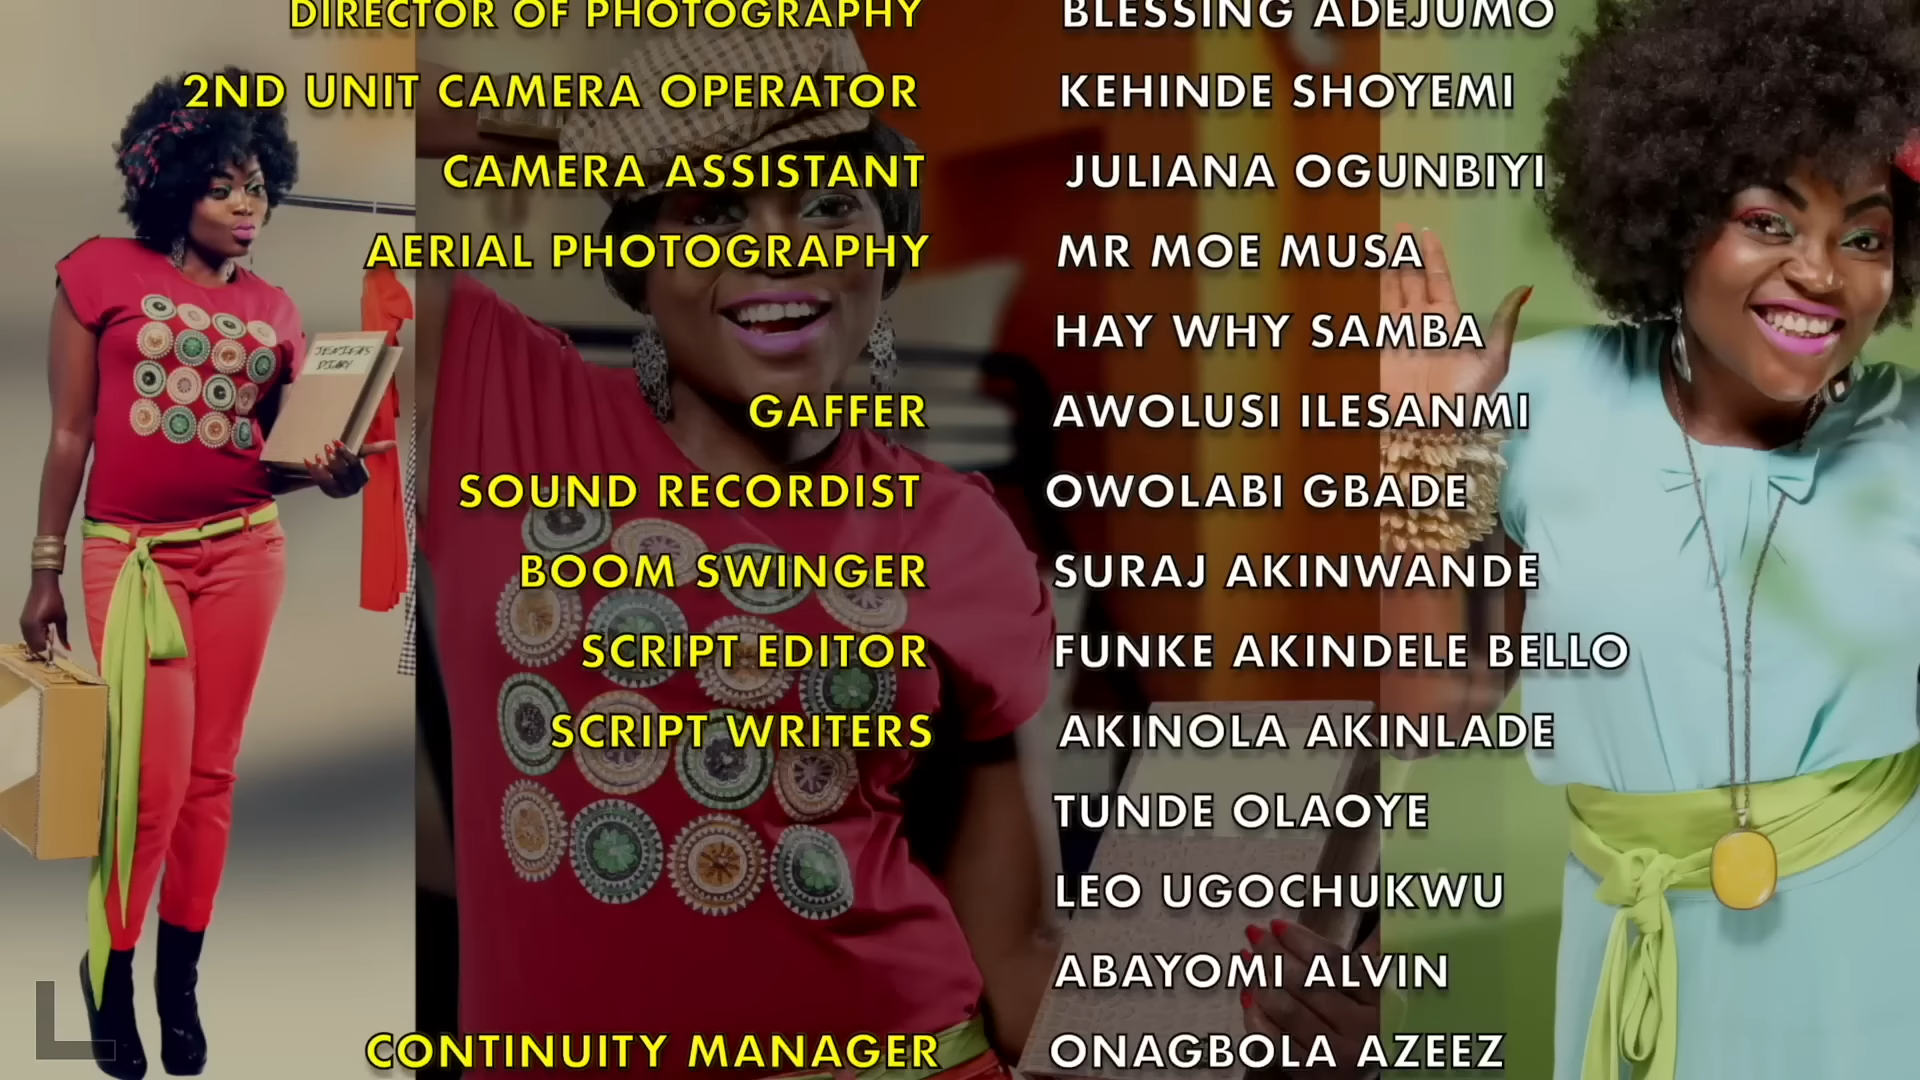 DIRECTOR OF PHOTOGRAPHY BLESSING ADEJUMO
2ND UNIT CAMERA OPERATOR KEHINDE SHOYEMI
CAMERA ASSISTANT JULIANA OGUNBIYI
AERIAL PHOTOGRAPHY MR MOE MUSA
HAY WHY SAMBA
GAFFER AWOLUSI ILESANMI
SOUND RECORDIST OWOLABI GBADE
BOOM SWINGER SURAJ AKINWANDE
SCRIPT EDITOR FUNKE AKINDELE BELLO
SCRIPT WRITERS AKINOLA AKINLADE
TUNDE OLAOYE
LEO UGOCHUKWU
ABAYOMI ALVIN
CONTINUITY MANAGER ONAGBOLA AZEEZ
JENIFA'S
DIARY